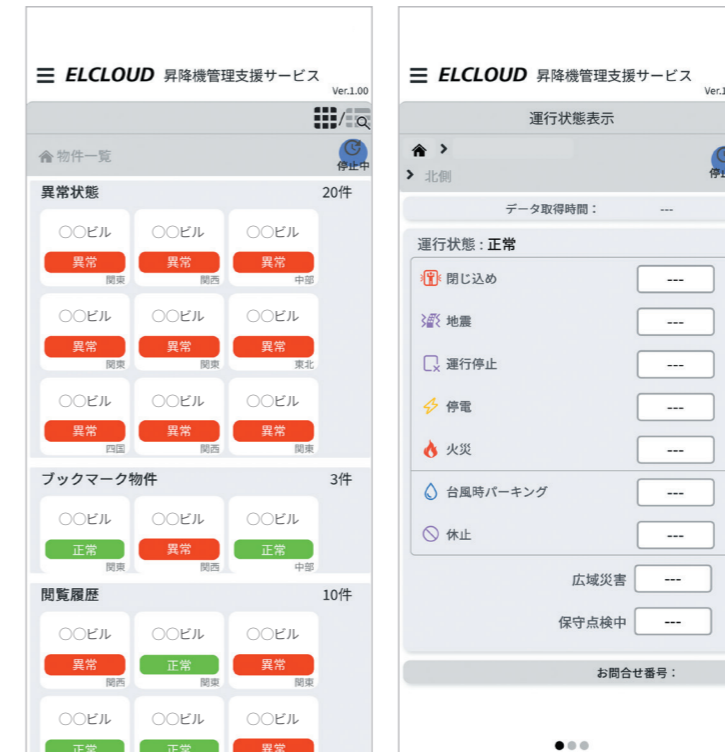 ELCLOUD 昇降機管理支援サービス
Ver.1.00
/
物件一覧
停止中
異常状態 20件
○○ビル ○○ビル ○○ビル
異常 異常 異常
関東 関西 中部
○○ビル ○○ビル ○○ビル
異常 異常 異常
関東 関東 東北
○○ビル ○○ビル ○○ビル
異常 異常 異常
四国 関西 関東
ブックマーク物件 3件
○○ビル ○○ビル ○○ビル
正常 異常 正常
関東 関西 中部
閲覧履歴 10件
○○ビル ○○ビル ○○ビル
異常 正常 異常
関西 関東 関東
○○ビル ○○ビル ○○ビル
正常 正常 異常
ELCLOUD 昇降機管理支援サービス
Ver.1
運行状態表示
北側
データ取得時間： ---
運行状態 : 正常
閉じ込め ---
地震 ---
運行停止 ---
停電 ---
火災 ---
台風時パーキング ---
休止 ---
広域災害 ---
保守点検中 ---
お問合せ番号：